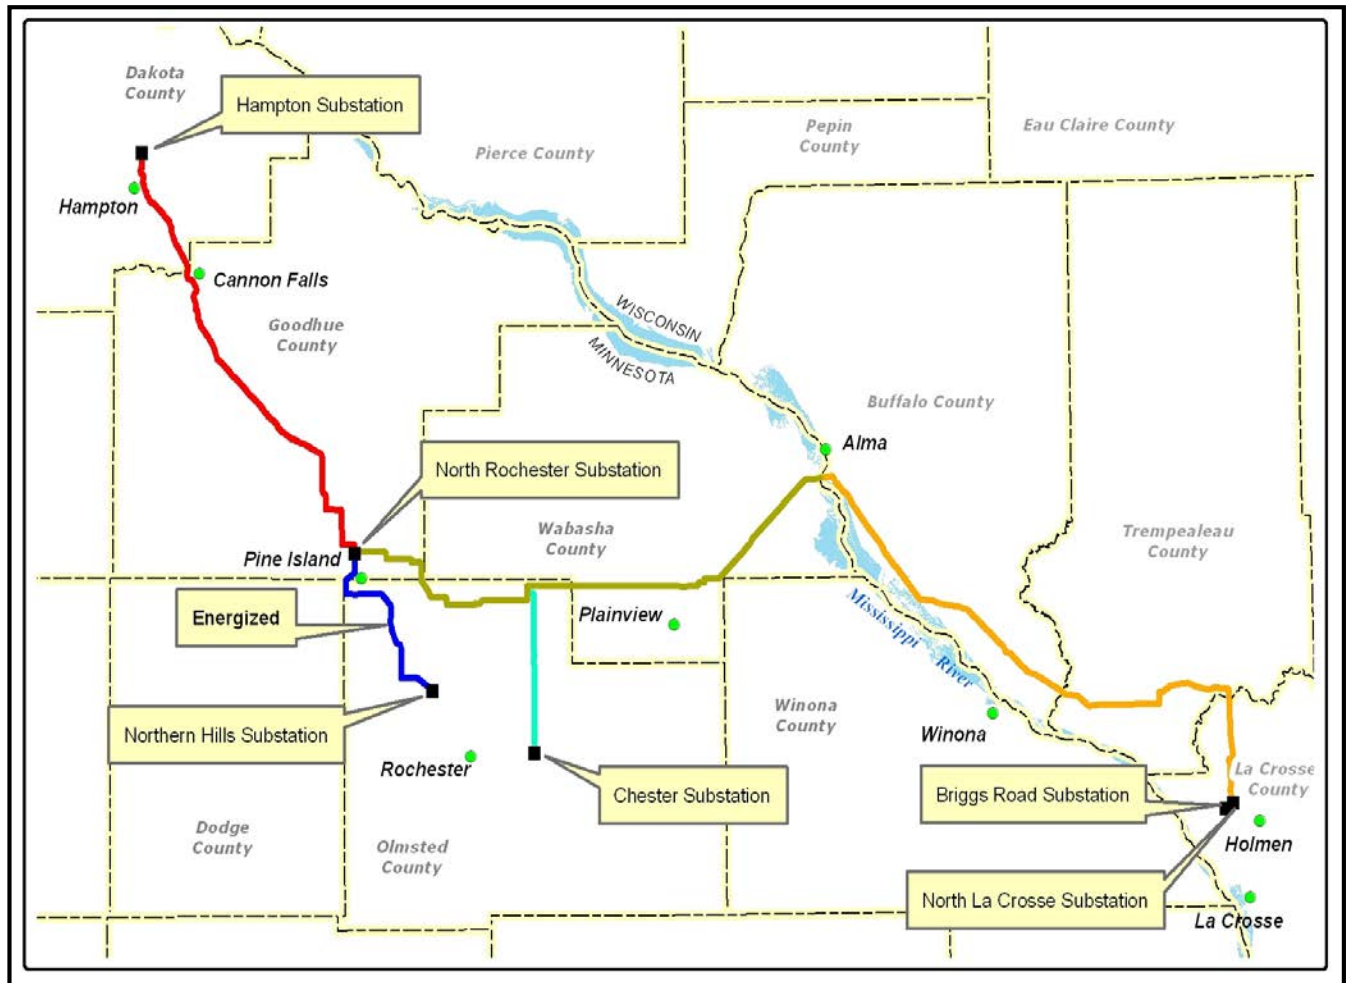 Dakota
County
Hampton Substation
Pepin
County
Eau Claire County
Pierce County
Hampton
Cannon Falls
WISCONSIN
MINNESOTA
Goodhue
County
Buffalo County
Alma
North Rochester Substation
Wabasha
County
Trempealeau
County
Pine Island
Energized
Plainview
Mississippi River
Northern Hills Substation
Winona
County
Winona
Rochester
Chester Substation
Briggs Road Substation
La Crosse
County
Holmen
Dodge
County
Olmsted
County
North La Crosse Substation
La Crosse